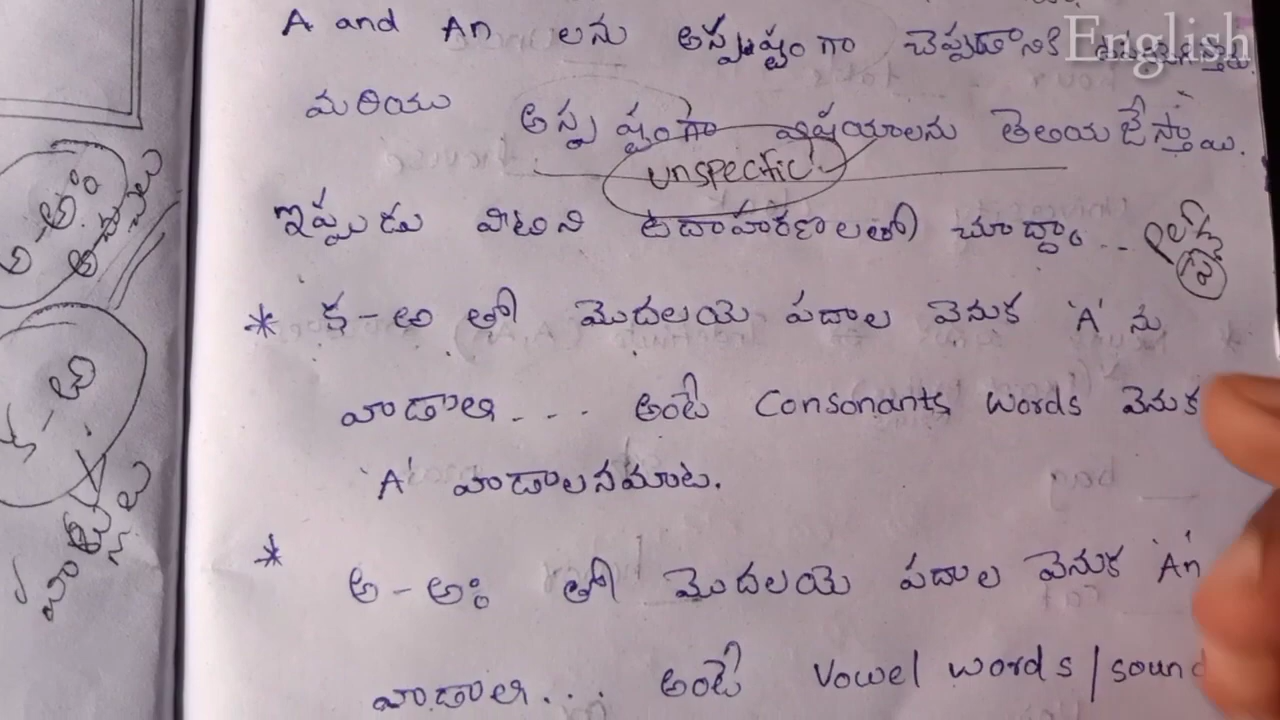 English
A and An లను అస్పష్టంగా చెప్పడానికి ఉపయోగిస్తారు.
మరియు అస్పష్టంగా విషయాలను తెలియజేస్తాయి.
unspecific
ఇప్పుడు వీటిని ఉదాహరణలతో చూద్దాం...
* క-అ తో మొదలయ్యె పదాల వెనుక 'A' ను
వాడాలి... అంటే Consonants words వెనుక
'A' వాడాలనమాట.
* అ-అః తో మొదలయ్యె పదాల వెనుక 'An'
వాడాలి... అంటే Vowel words/sound